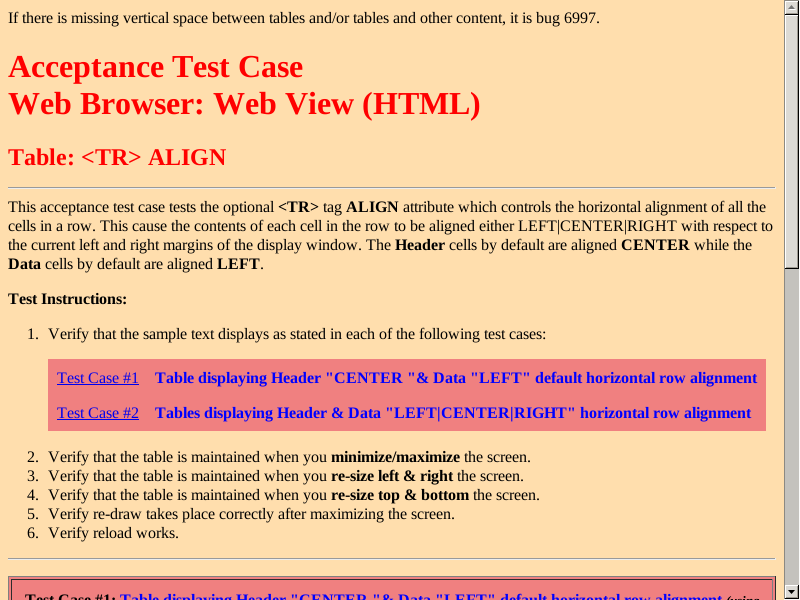 If there is missing vertical space between tables and/or tables and other content, it is bug 6997.
Acceptance Test Case
Web Browser: Web View (HTML)
Table: <TR> ALIGN
This acceptance test case tests the optional <TR> tag ALIGN attribute which controls the horizontal alignment of all the
cells in a row. This cause the contents of each cell in the row to be aligned either LEFT|CENTER|RIGHT with respect to
the current left and right margins of the display window. The Header cells by default are aligned CENTER while the
Data cells by default are aligned LEFT.
Test Instructions:
1. Verify that the sample text displays as stated in each of the following test cases:
Test Case #1 Table displaying Header "CENTER "& Data "LEFT" default horizontal row alignment
Test Case #2 Tables displaying Header & Data "LEFT|CENTER|RIGHT" horizontal row alignment
2. Verify that the table is maintained when you minimize/maximize the screen.
3. Verify that the table is maintained when you re-size left & right the screen.
4. Verify that the table is maintained when you re-size top & bottom the screen.
5. Verify re-draw takes place correctly after maximizing the screen.
6. Verify reload works.
Test Case #1: Table displaying Header "CENTER "& Data "LEFT" default horizontal row alignment (using